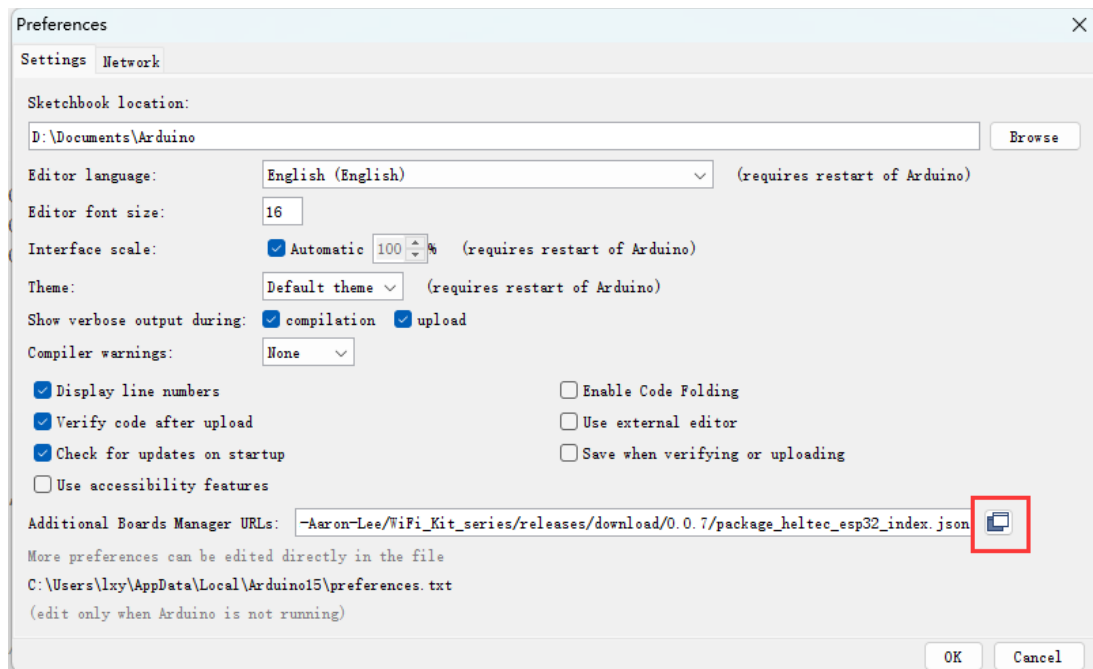 Preferences
Settings Network
Sketchbook location:
D:\Documents\Arduino Browse
Editor language: English (English) (requires restart of Arduino)
Editor font size: 16
Interface scale: Automatic 100 % (requires restart of Arduino)
Theme: Default theme (requires restart of Arduino)
Show verbose output during: compilation upload
Compiler warnings: None
Display line numbers Enable Code Folding
Verify code after upload Use external editor
Check for updates on startup Save when verifying or uploading
Use accessibility features
Additional Boards Manager URLs: -Aaron-Lee/WiFi_Kit_series/releases/download/0.0.7/package_heltec_esp32_index.json
More preferences can be edited directly in the file
C:\Users\lxy\AppData\Local\Arduino15\preferences.txt
(edit only when Arduino is not running)
OK Cancel